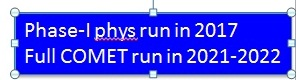 Phase-I phys run in 2017
Full COMET run in 2021-2022